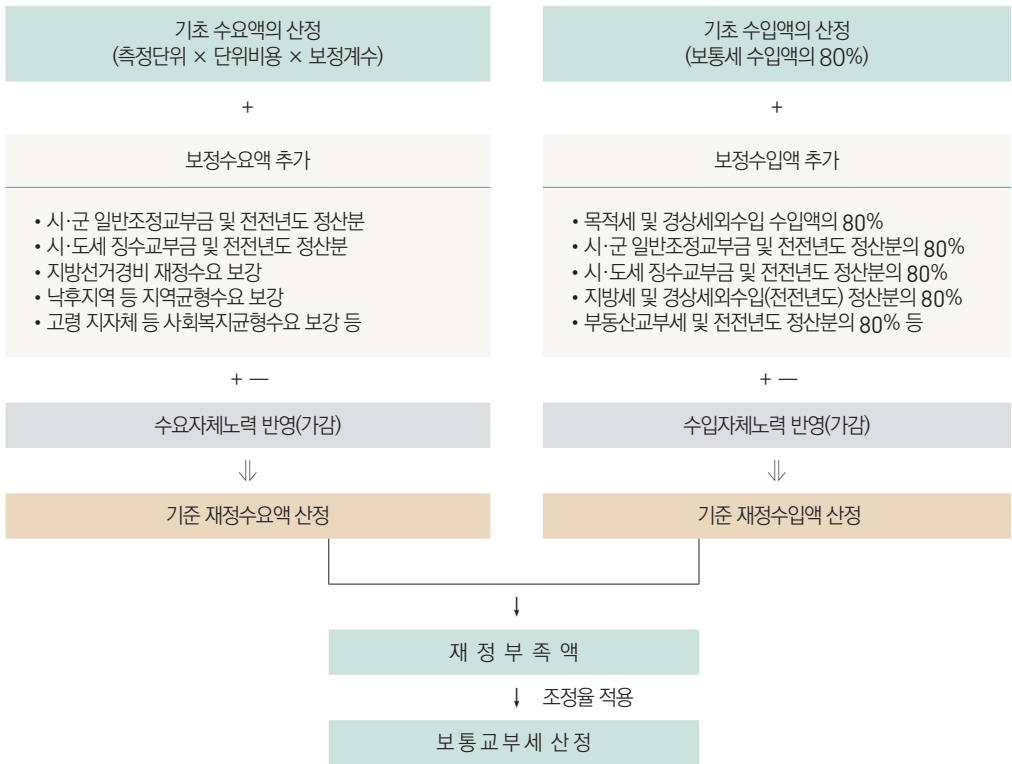 기초 수요액의 산정
(측정단위 × 단위비용 × 보정계수)
+
보정수요액 추가
• 시·군 일반조정교부금 및 전전년도 정산분
• 시·도세 징수교부금 및 전전년도 정산분
• 지방선거경비 재정수요 보강
• 낙후지역 등 지역균형수요 보강
• 고령 지자체 등 사회복지균형수요 보강 등
+ —
수요자체노력 반영(가감)
⇓
기준 재정수요액 산정
기초 수입액의 산정
(보통세 수입액의 80%)
+
보정수입액 추가
• 목적세 및 경상세외수입 수입액의 80%
• 시·군 일반조정교부금 및 전전년도 정산분의 80%
• 시·도세 징수교부금 및 전전년도 정산분의 80%
• 지방세 및 경상세외수입(전전년도) 정산분의 80%
• 부동산교부세 및 전전년도 정산분의 80% 등
+ —
수입자체노력 반영(가감)
⇓
기준 재정수입액 산정
↓
재 정 부 족 액
↓ 조정율 적용
보통교부세 산정